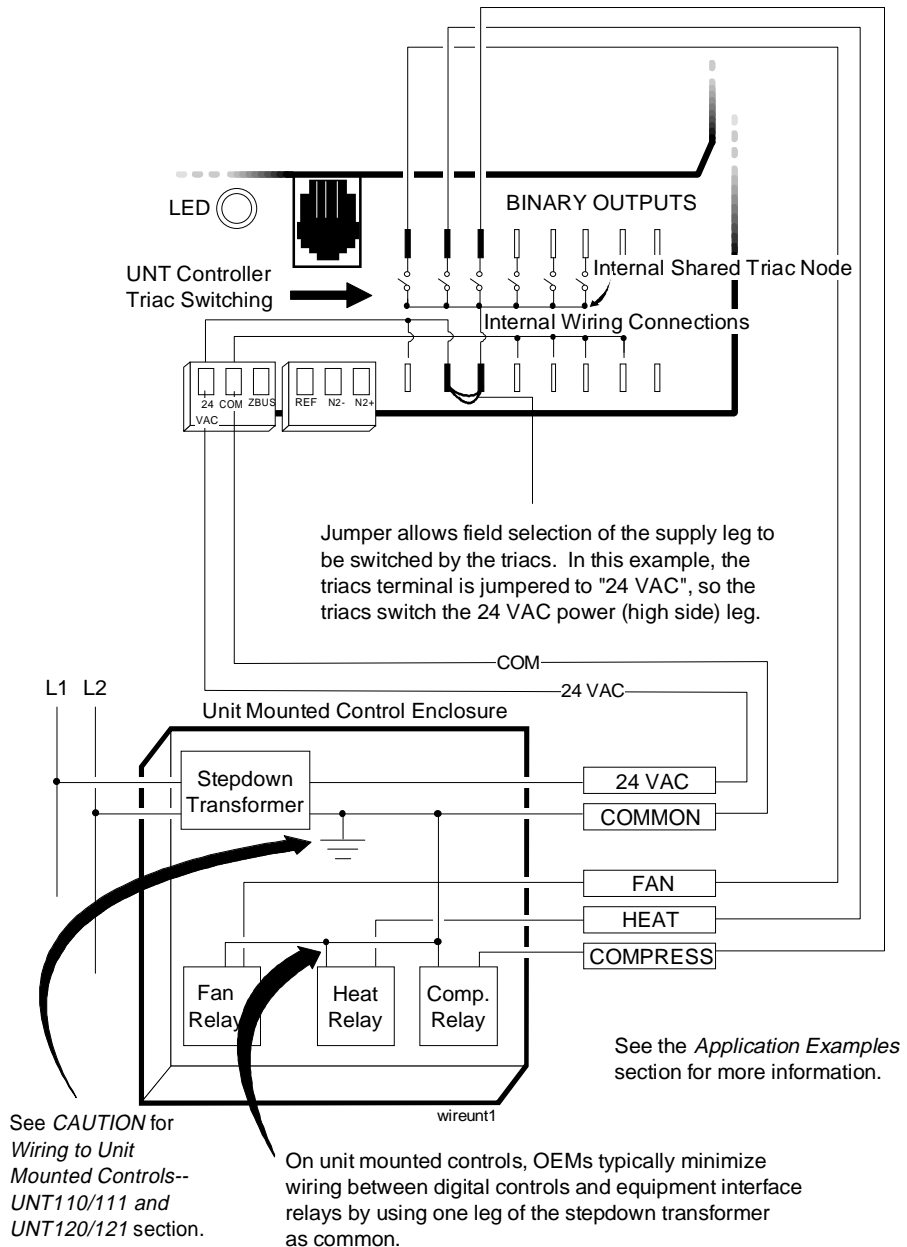 LED
BINARY OUTPUTS
UNT Controller
Triac Switching
Internal Shared Triac Node
Internal Wiring Connections
24
VAC
COM
ZBUS
REF
N2-
N2+
Jumper allows field selection of the supply leg to
be switched by the triacs. In this example, the
triacs terminal is jumpered to "24 VAC", so the
triacs switch the 24 VAC power (high side) leg.
COM
24 VAC
L1 L2
Unit Mounted Control Enclosure
Stepdown
Transformer
24 VAC
COMMON
FAN
HEAT
COMPRESS
Fan
Relay
Heat
Relay
Comp.
Relay
See the Application Examples
section for more information.
wireunt1
See CAUTION for
Wiring to Unit
Mounted Controls--
UNT110/111 and
UNT120/121 section.
On unit mounted controls, OEMs typically minimize
wiring between digital controls and equipment interface
relays by using one leg of the stepdown transformer
as common.